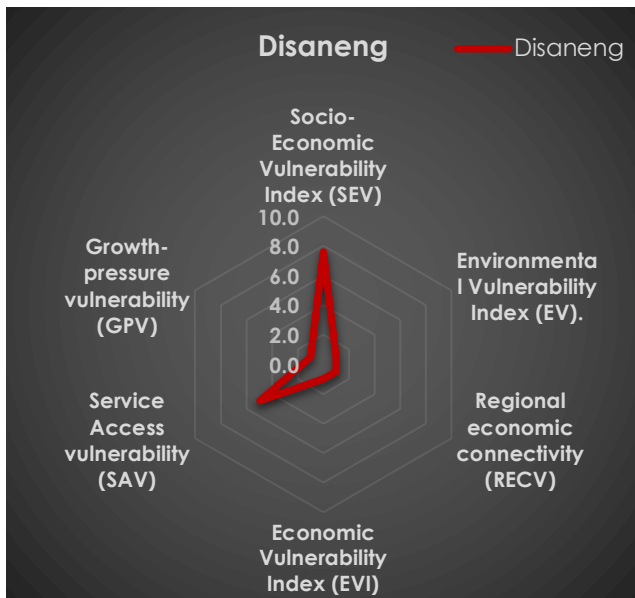 Disaneng
Disaneng
Socio-
Economic
Vulnerability
Index (SEV)
10.0
8.0
6.0
4.0
2.0
0.0
Environmenta
l Vulnerability
Index (EV).
Regional
economic
connectivity
(RECV)
Economic
Vulnerability
Index (EVI)
Service
Access
vulnerability
(SAV)
Growth-
pressure
vulnerability
(GPV)